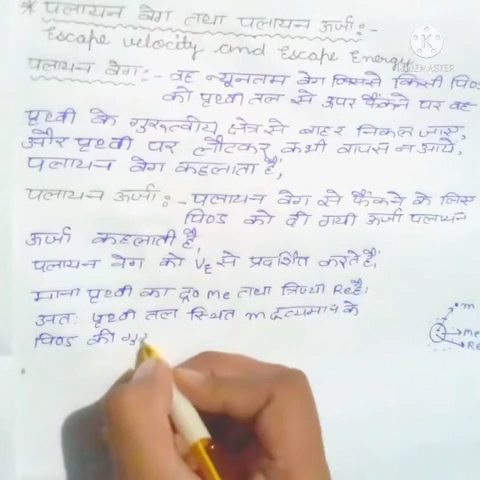 * पलायन वेग तथा पलायन ऊर्जा :-
Escape velocity and Escape Energy
पलायन वेग :- वह न्यूनतम वेग जिससे किसी पिण्ड
को पृथ्वी तल से ऊपर फैंकने पर वह
पृथ्वी के गुरुत्वीय क्षेत्र से बाहर निकल जाए,
और पृथ्वी पर लौटकर कभी वापस न आये,
पलायन वेग कहलाता है,
पलायन ऊर्जा :- पलायन वेग से फैंकने के लिए
पिण्ड को दी गयी ऊर्जा पलायन
ऊर्जा कहलाती है,
पलायन वेग को VE से प्रदर्शित करते हैं,
माना पृथ्वी का द्र० Me तथा त्रिज्या Re है।
अतः पृथ्वी तल स्थित m द्रव्यमान के
पिण्ड की गुरु
m
Me
Re
K